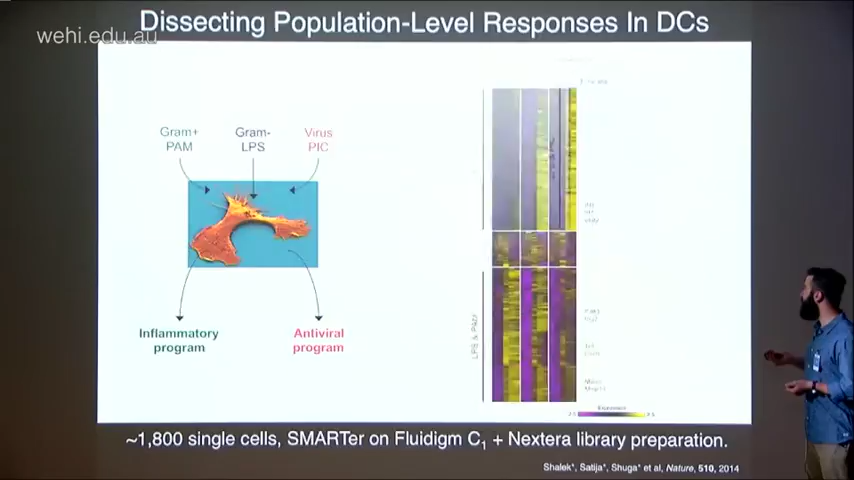 Dissecting Population-Level Responses In DCs
wehi.edu.au
Gram+
PAM
Gram-
LPS
Virus
PIC
Inflammatory
program
Antiviral
program
LPS & PAM
~1,800 single cells, SMARTer on Fluidigm C1 + Nextera library preparation.
Shalek*, Satija*, Shuga* et al, Nature, 510, 2014